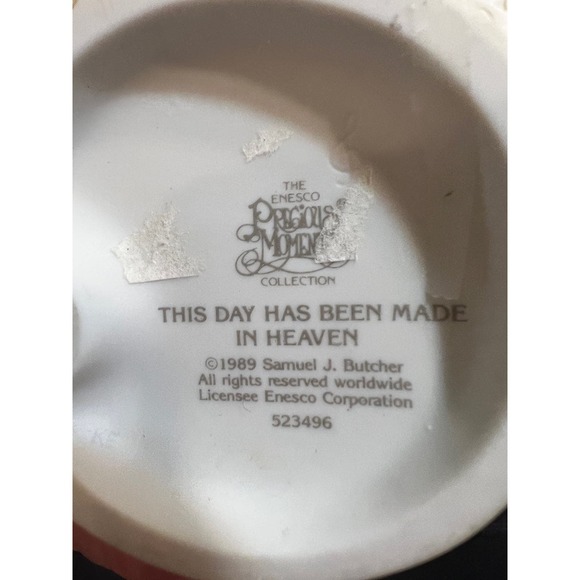 THE
ENESCO
PRECIOUS
MOMEN
COLLECTION
THIS DAY HAS BEEN MADE
IN HEAVEN
©1989 Samuel J. Butcher
All rights reserved worldwide
Licensee Enesco Corporation
523496